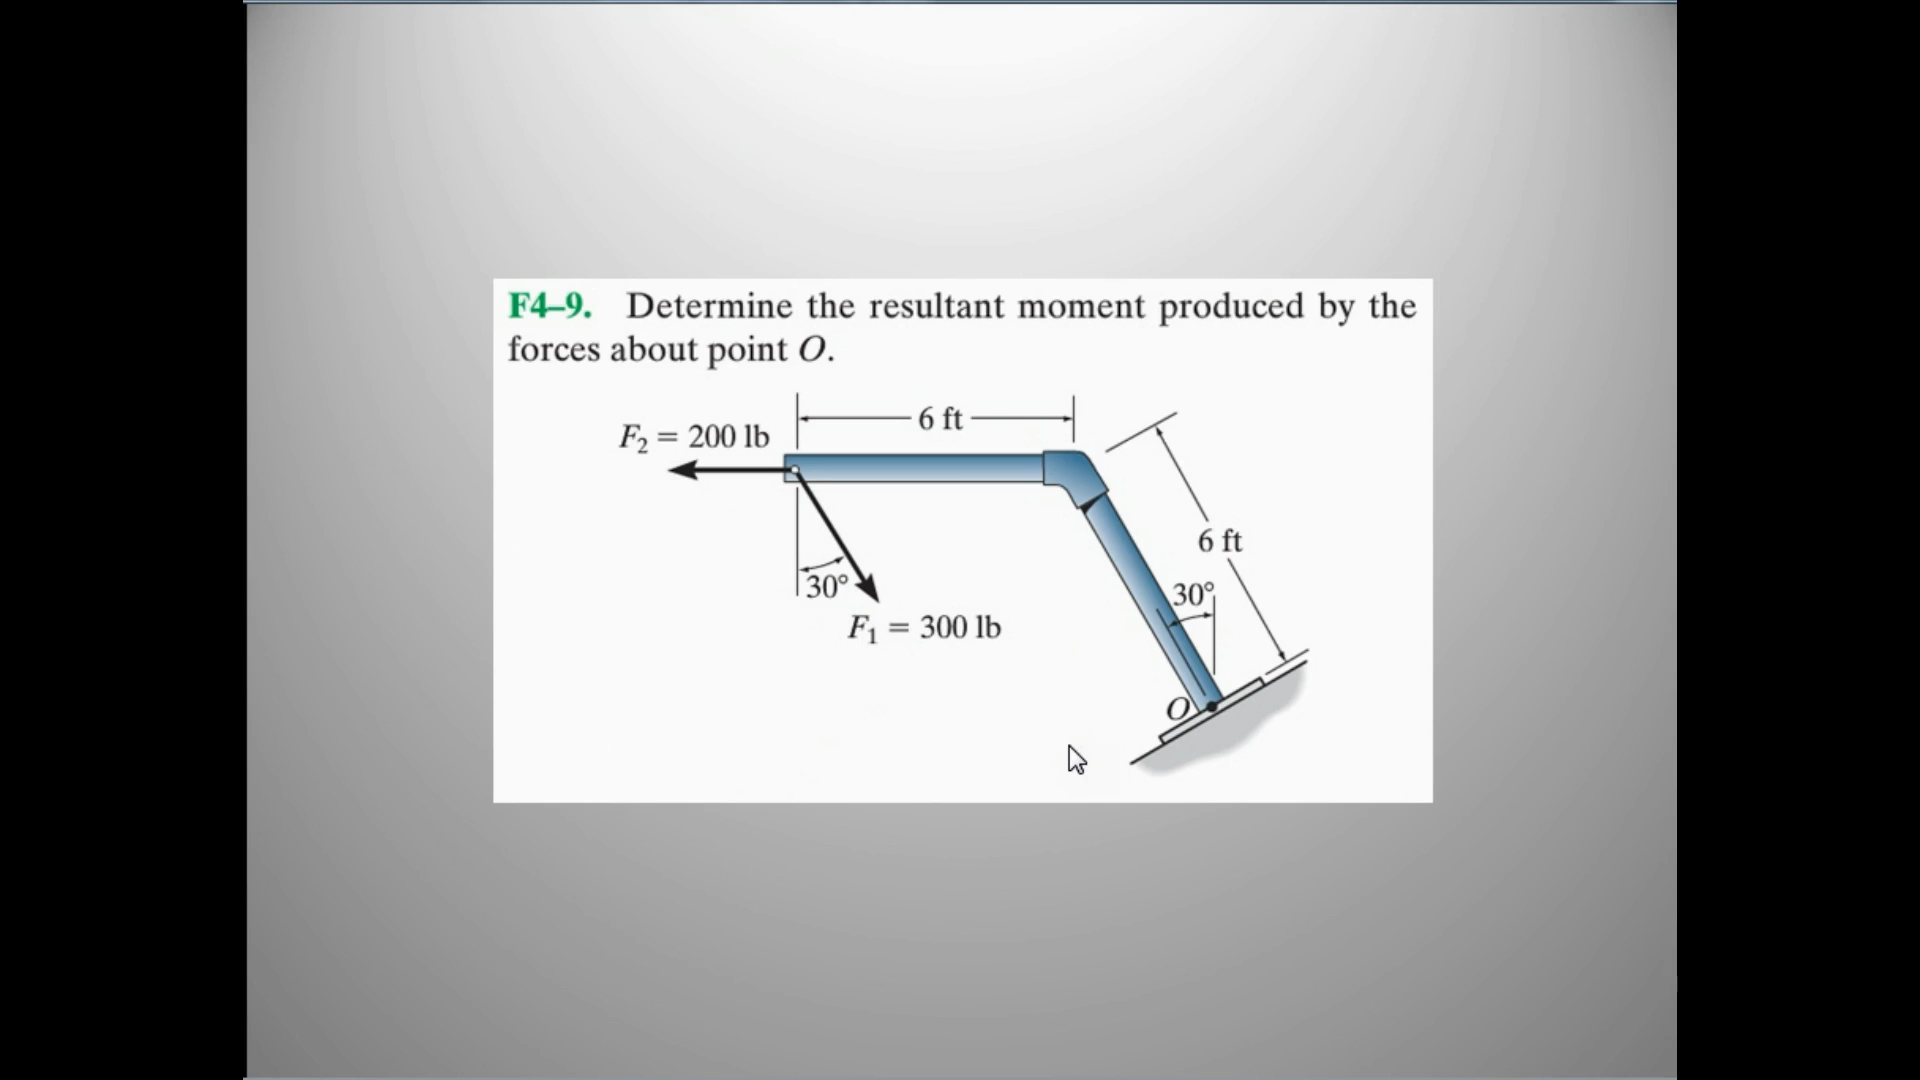 F4–9. Determine the resultant moment produced by the
forces about point O.
6 ft
F₂ = 200 lb
6 ft
30°
30°
F₁ = 300 lb
O